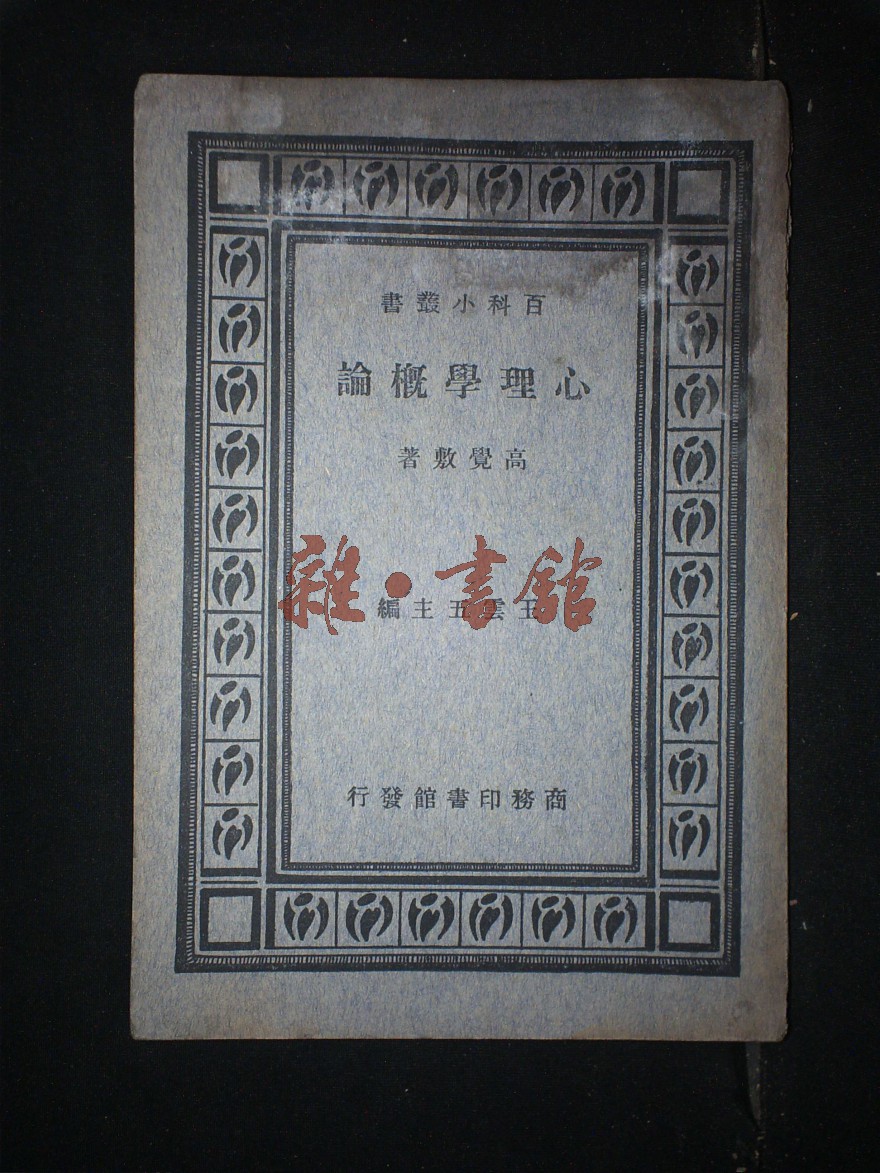 百科小叢書
心理學概論
高覺敷著
王雲五主編
雜·書館
商務印書館發行